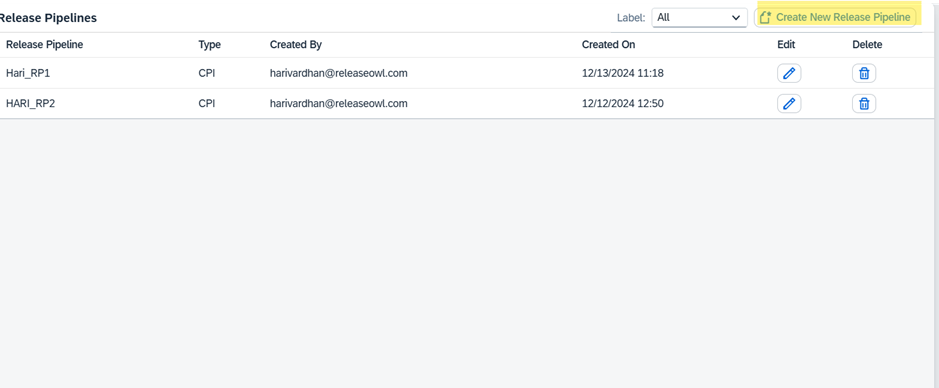 Release Pipelines Label: All Create New Release Pipeline
Release Pipeline Type Created By Created On Edit Delete
Hari_RP1 CPI harivardhan@releaseowl.com 12/13/2024 11:18
HARI_RP2 CPI harivardhan@releaseowl.com 12/12/2024 12:50